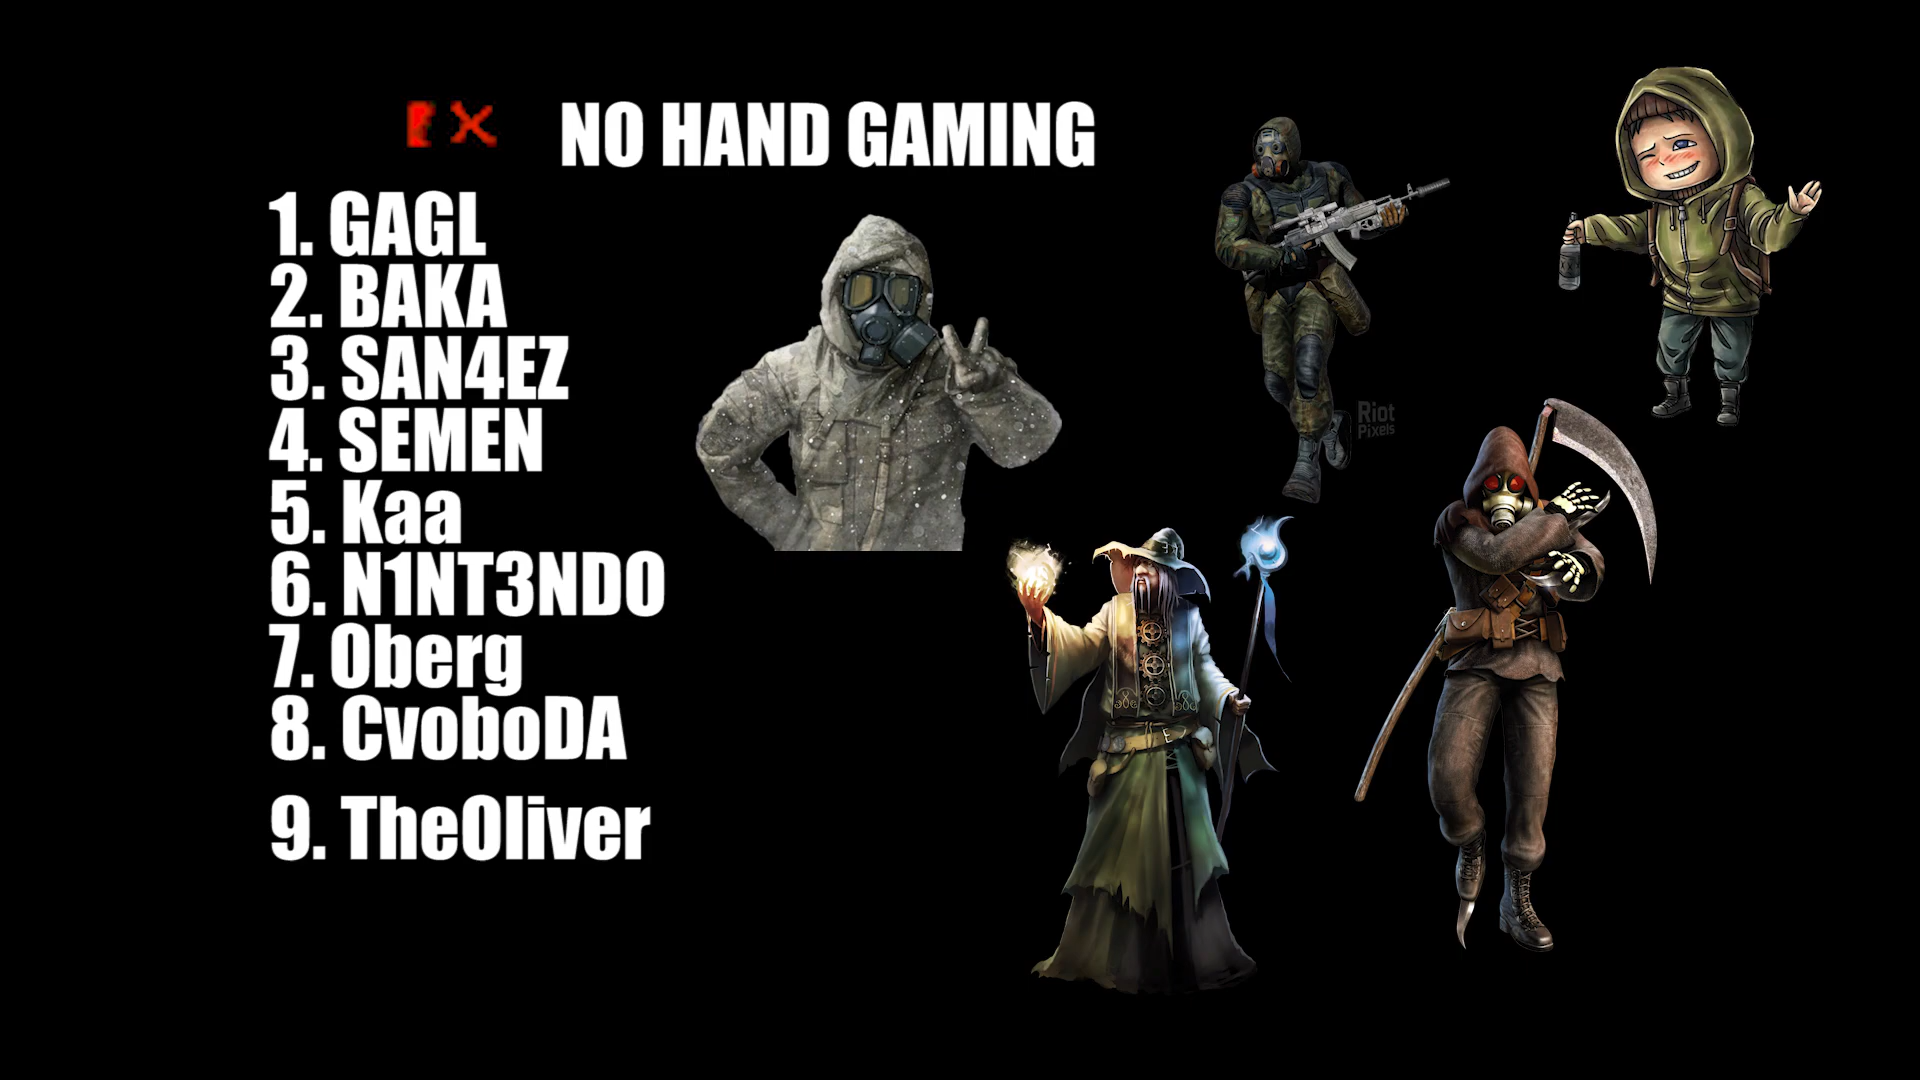 NO HAND GAMING
1. GAGL
2. BAKA
3. SAN4EZ
4. SEMEN
5. Kaa
6. N1NT3NDO
7. Oberg
8. CvoboDA
9. TheOliver
Riot
Pixels